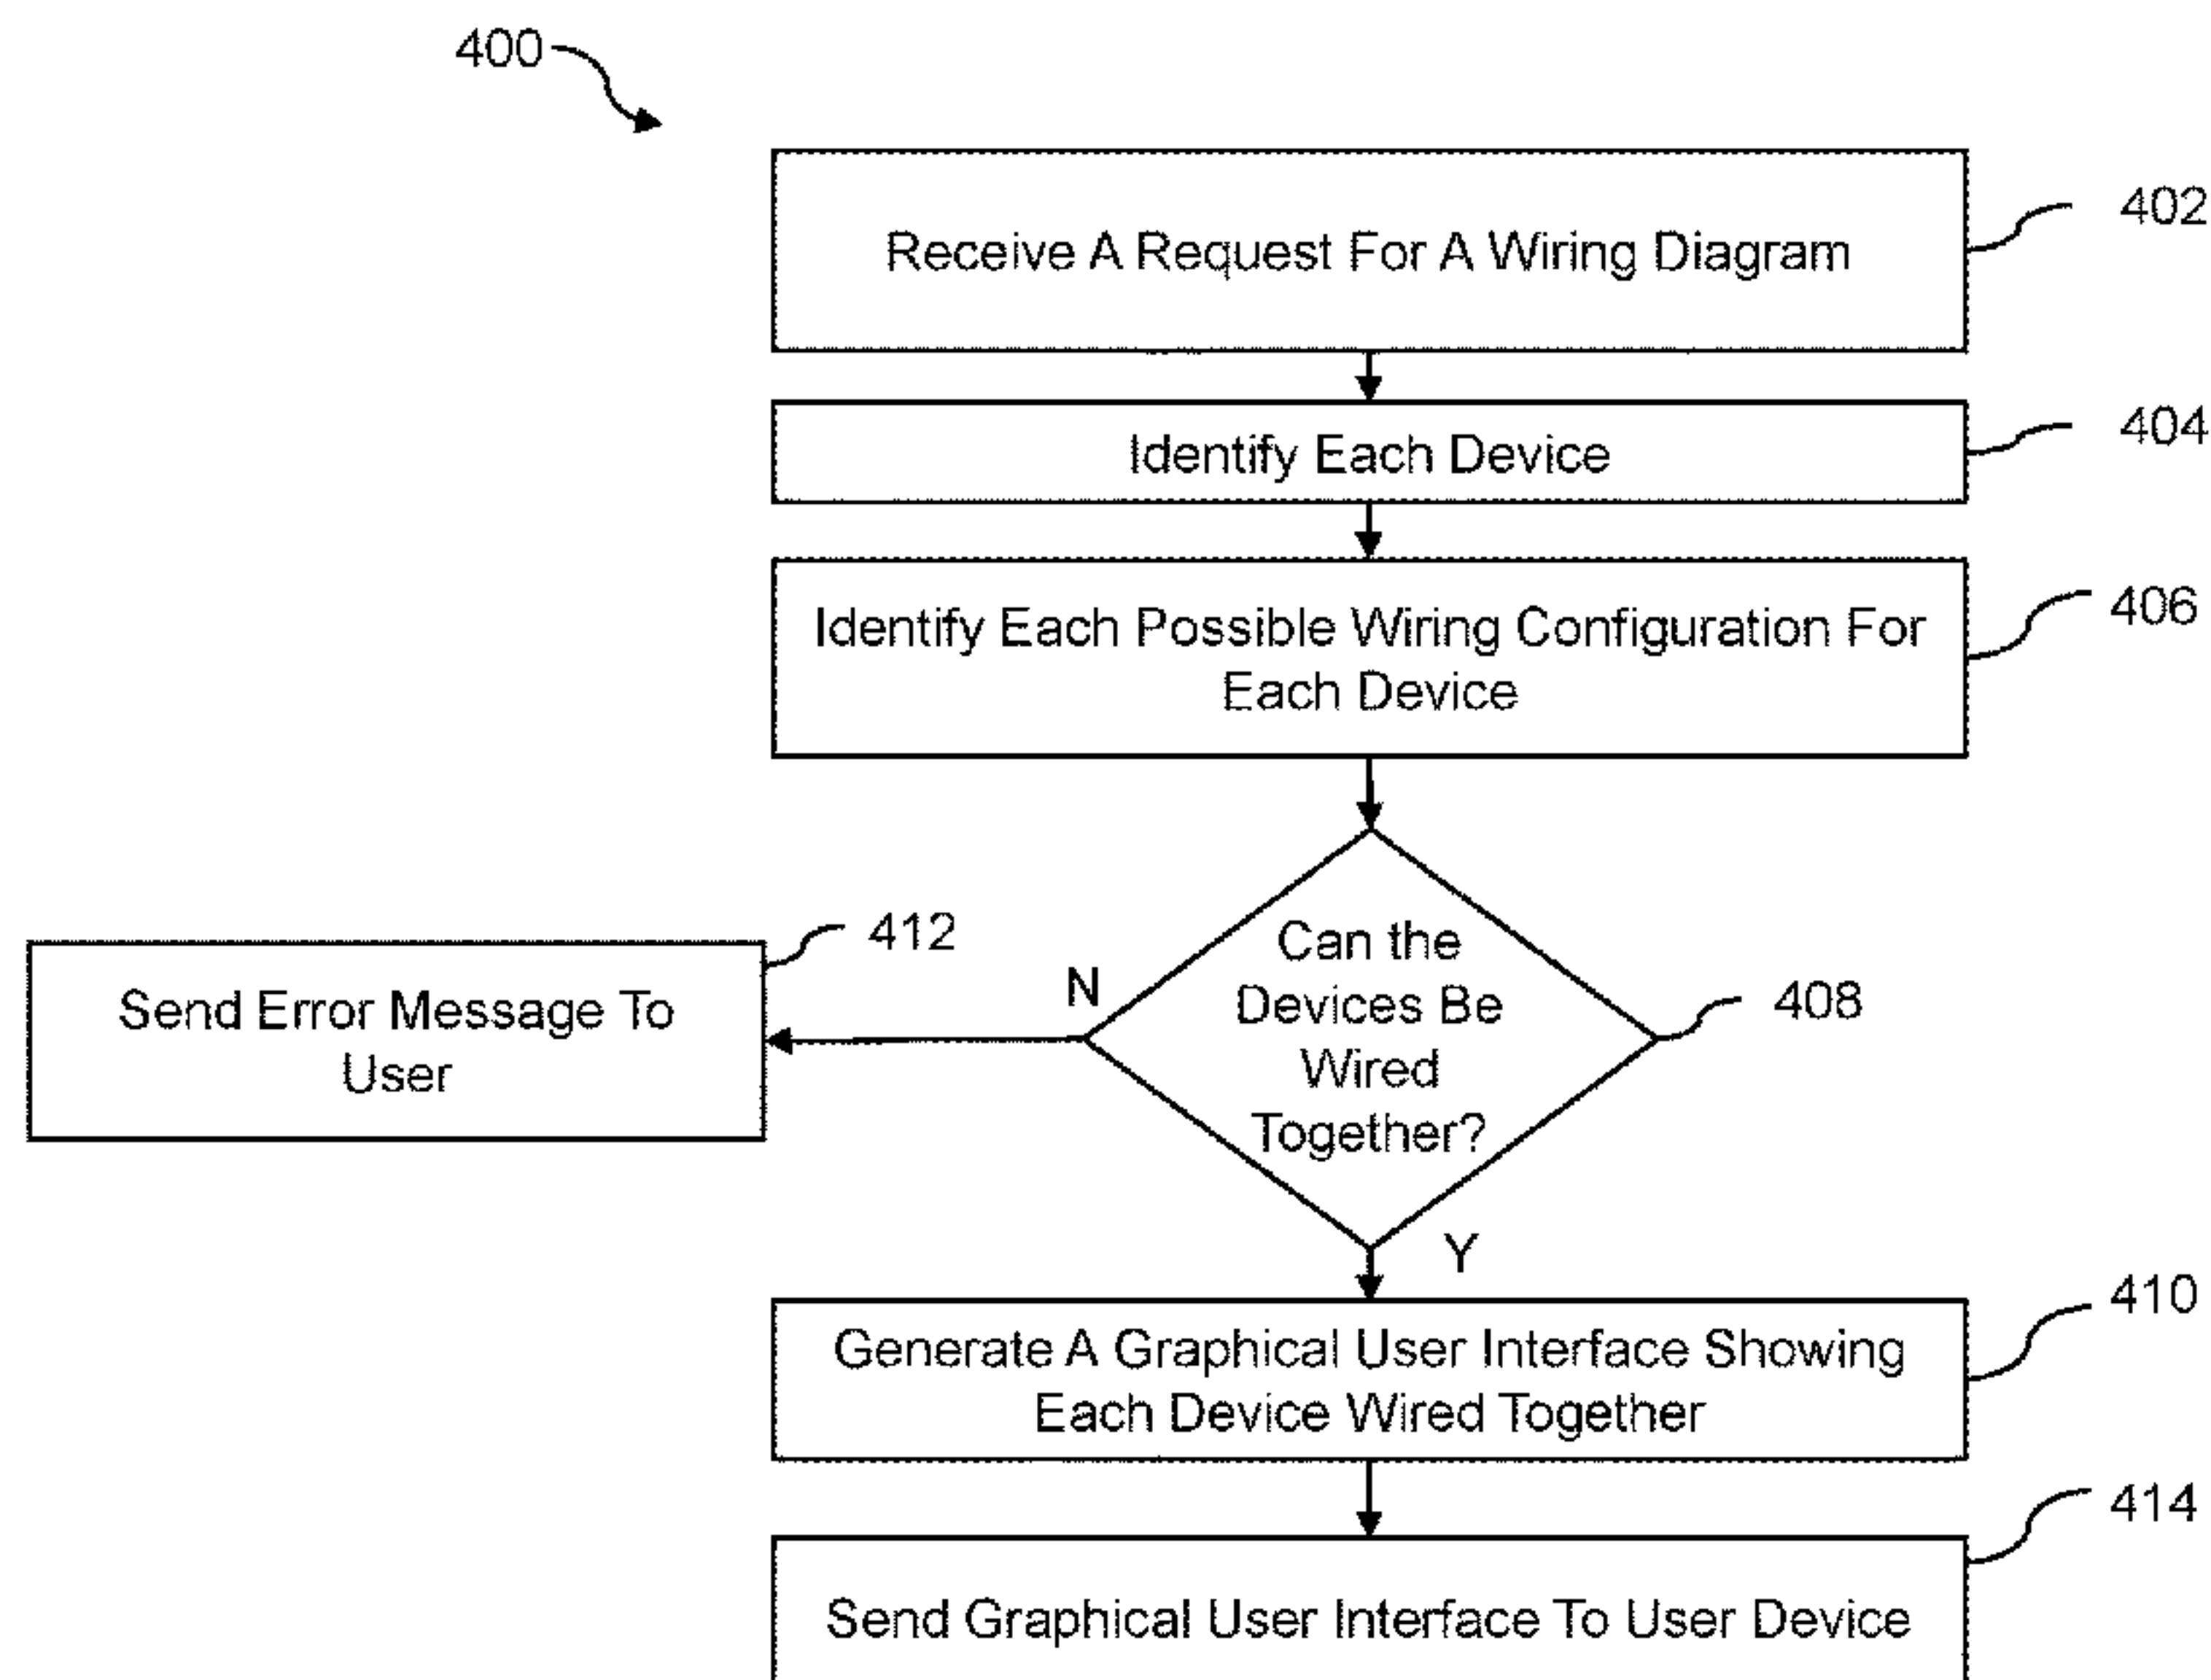 400
Receive A Request For A Wiring Diagram
402
Identify Each Device
404
Identify Each Possible Wiring Configuration For
Each Device
406
Can the
Devices Be
Wired
Together?
408
N
412
Send Error Message To
User
Y
Generate A Graphical User Interface Showing
Each Device Wired Together
410
Send Graphical User Interface To User Device
414